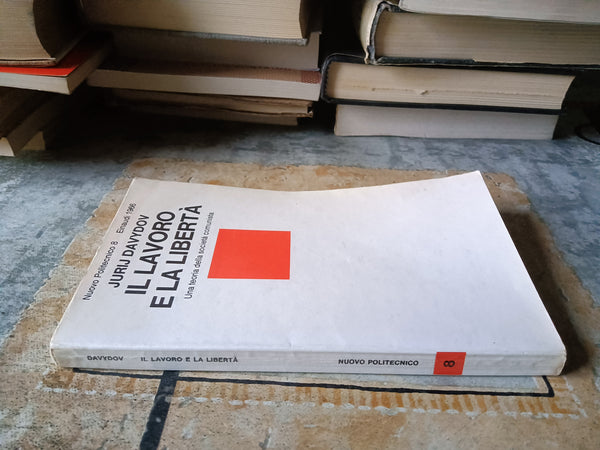 Nuovo Politecnico 8 Einaudi 1966
JURIJ DAVYDOV
IL LAVORO
E LA LIBERTÀ
Una teoria della società comunista
DAVYDOV IL LAVORO E LA LIBERTÀ NUOVO POLITECNICO 8